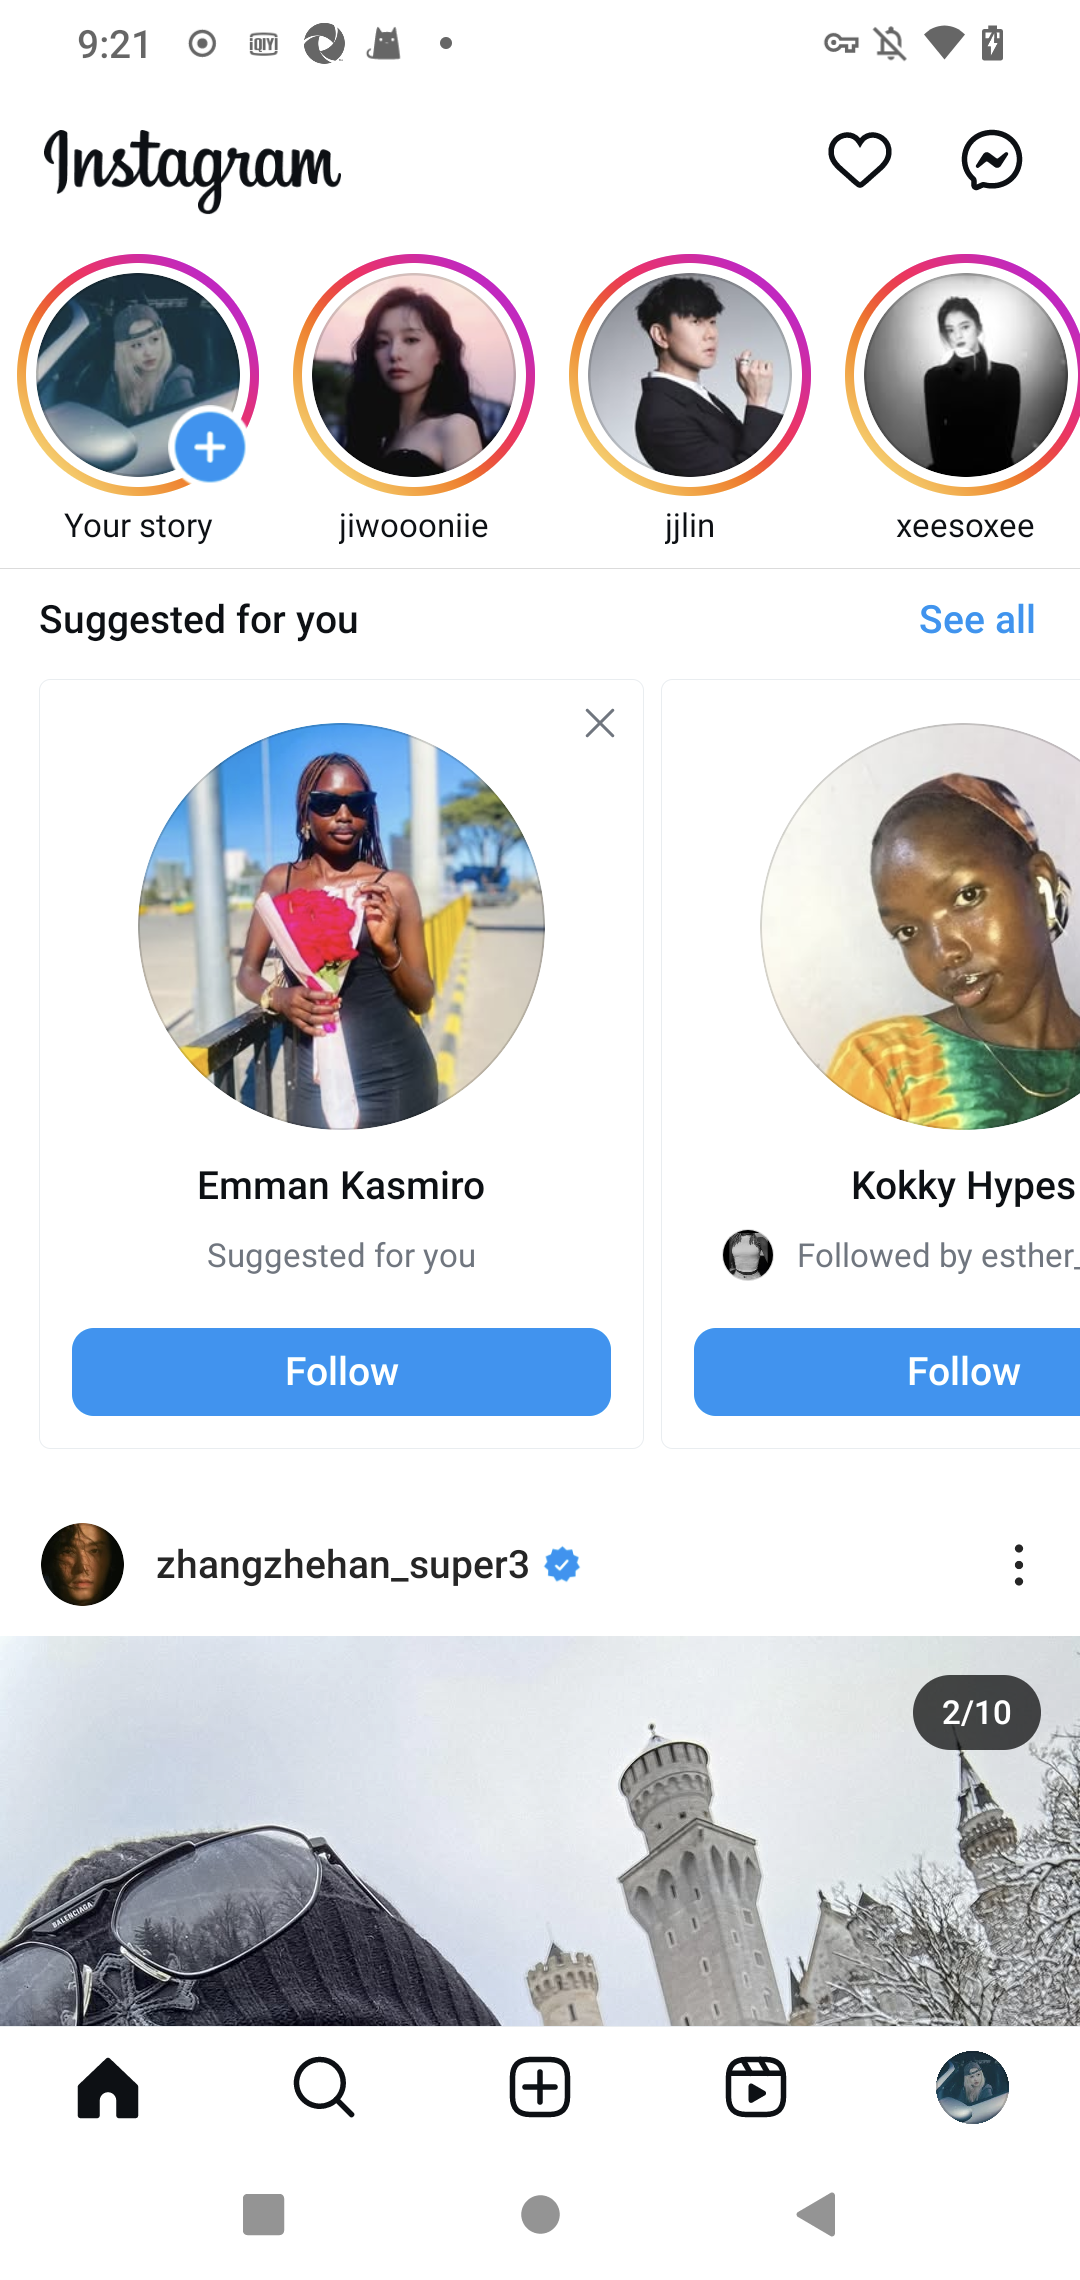 9:21
iQIYI
Instagram
Your story
jiwoooniie
jjlin
xeesoxee
Suggested for you
See all
Emman Kasmiro
Suggested for you
Follow
Kokky Hypes
Followed by esther_
Follow
zhangzhehan_super3
2/10
BALENCIAGA